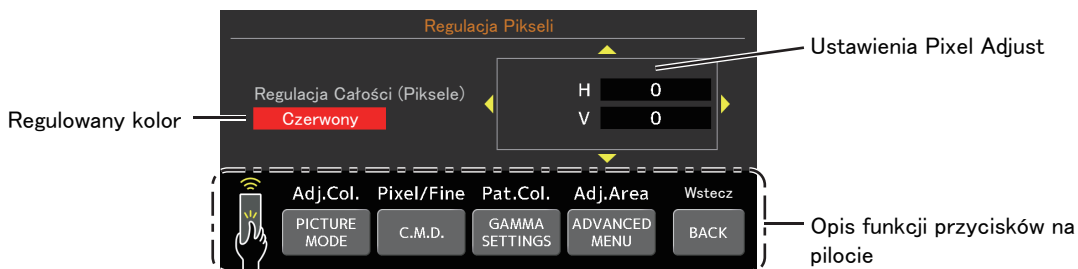 Regulacja Pikseli
Ustawienia Pixel Adjust
Regulacja Całości (Piksele)
H 0
Regulowany kolor
Czerwony
V 0
Adj.Col. Pixel/Fine Pat.Col. Adj.Area Wstecz
PICTURE MODE C.M.D. GAMMA SETTINGS ADVANCED MENU BACK
Opis funkcji przycisków na
pilocie